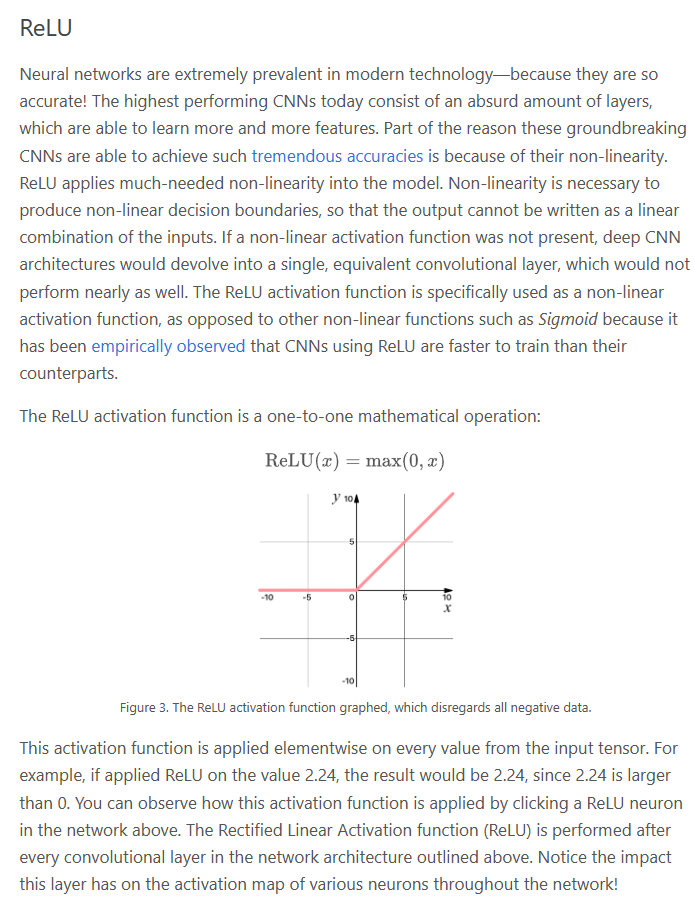 ReLU
Neural networks are extremely prevalent in modern technology—because they are so
accurate! The highest performing CNNs today consist of an absurd amount of layers,
which are able to learn more and more features. Part of the reason these groundbreaking
CNNs are able to achieve such tremendous accuracies is because of their non-linearity.
ReLU applies much-needed non-linearity into the model. Non-linearity is necessary to
produce non-linear decision boundaries, so that the output cannot be written as a linear
combination of the inputs. If a non-linear activation function was not present, deep CNN
architectures would devolve into a single, equivalent convolutional layer, which would not
perform nearly as well. The ReLU activation function is specifically used as a non-linear
activation function, as opposed to other non-linear functions such as Sigmoid because it
has been empirically observed that CNNs using ReLU are faster to train than their
counterparts.
The ReLU activation function is a one-to-one mathematical operation:
ReLU(x) = max(0, x)
y 10
5
-10 -5 0 5 10
x
-5
-10
Figure 3. The ReLU activation function graphed, which disregards all negative data.
This activation function is applied elementwise on every value from the input tensor. For
example, if applied ReLU on the value 2.24, the result would be 2.24, since 2.24 is larger
than 0. You can observe how this activation function is applied by clicking a ReLU neuron
in the network above. The Rectified Linear Activation function (ReLU) is performed after
every convolutional layer in the network architecture outlined above. Notice the impact
this layer has on the activation map of various neurons throughout the network!